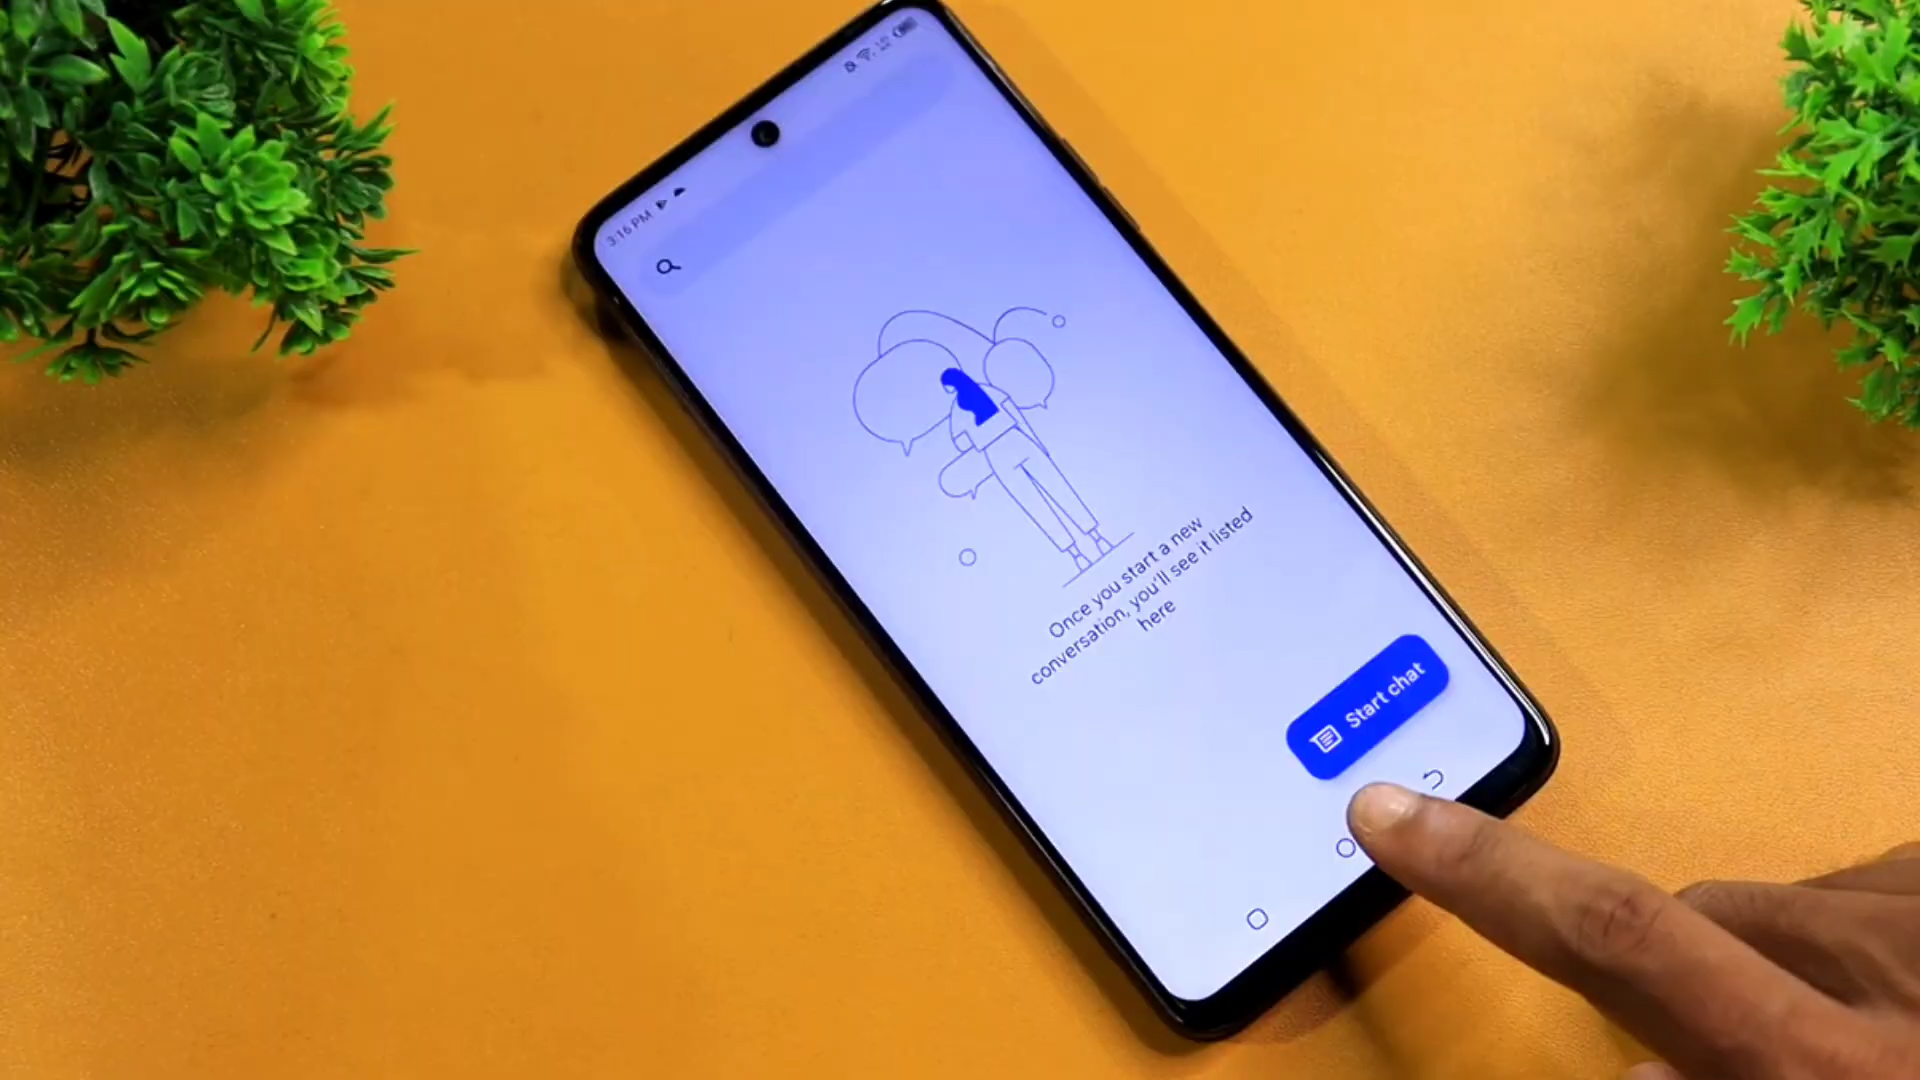 3:16 PM
Once you start a new
conversation, you'll see it listed
here
Start chat